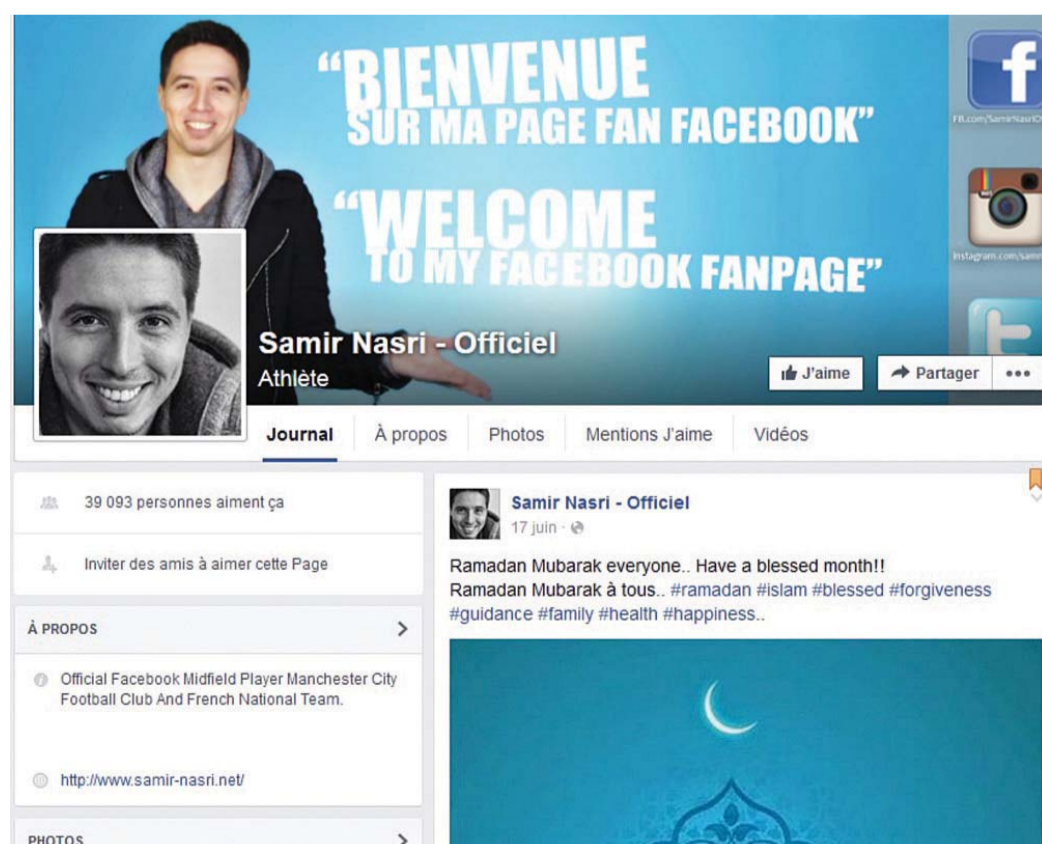 “BIENVENUE
SUR MA PAGE FAN FACEBOOK”
“WELCOME
TO MY FACEBOOK FANPAGE”
Samir Nasri - Officiel
Athlète
J'aime
Partager
Journal
À propos
Photos
Mentions J'aime
Vidéos
39 093 personnes aiment ça
Inviter des amis à aimer cette Page
À PROPOS
Official Facebook Midfield Player Manchester City
Football Club And French National Team.
http://www.samir-nasri.net/
PHOTOS
Samir Nasri - Officiel
17 juin ·
Ramadan Mubarak everyone.. Have a blessed month!!
Ramadan Mubarak à tous.. #ramadan #islam #blessed #forgiveness
#guidance #family #health #happiness..